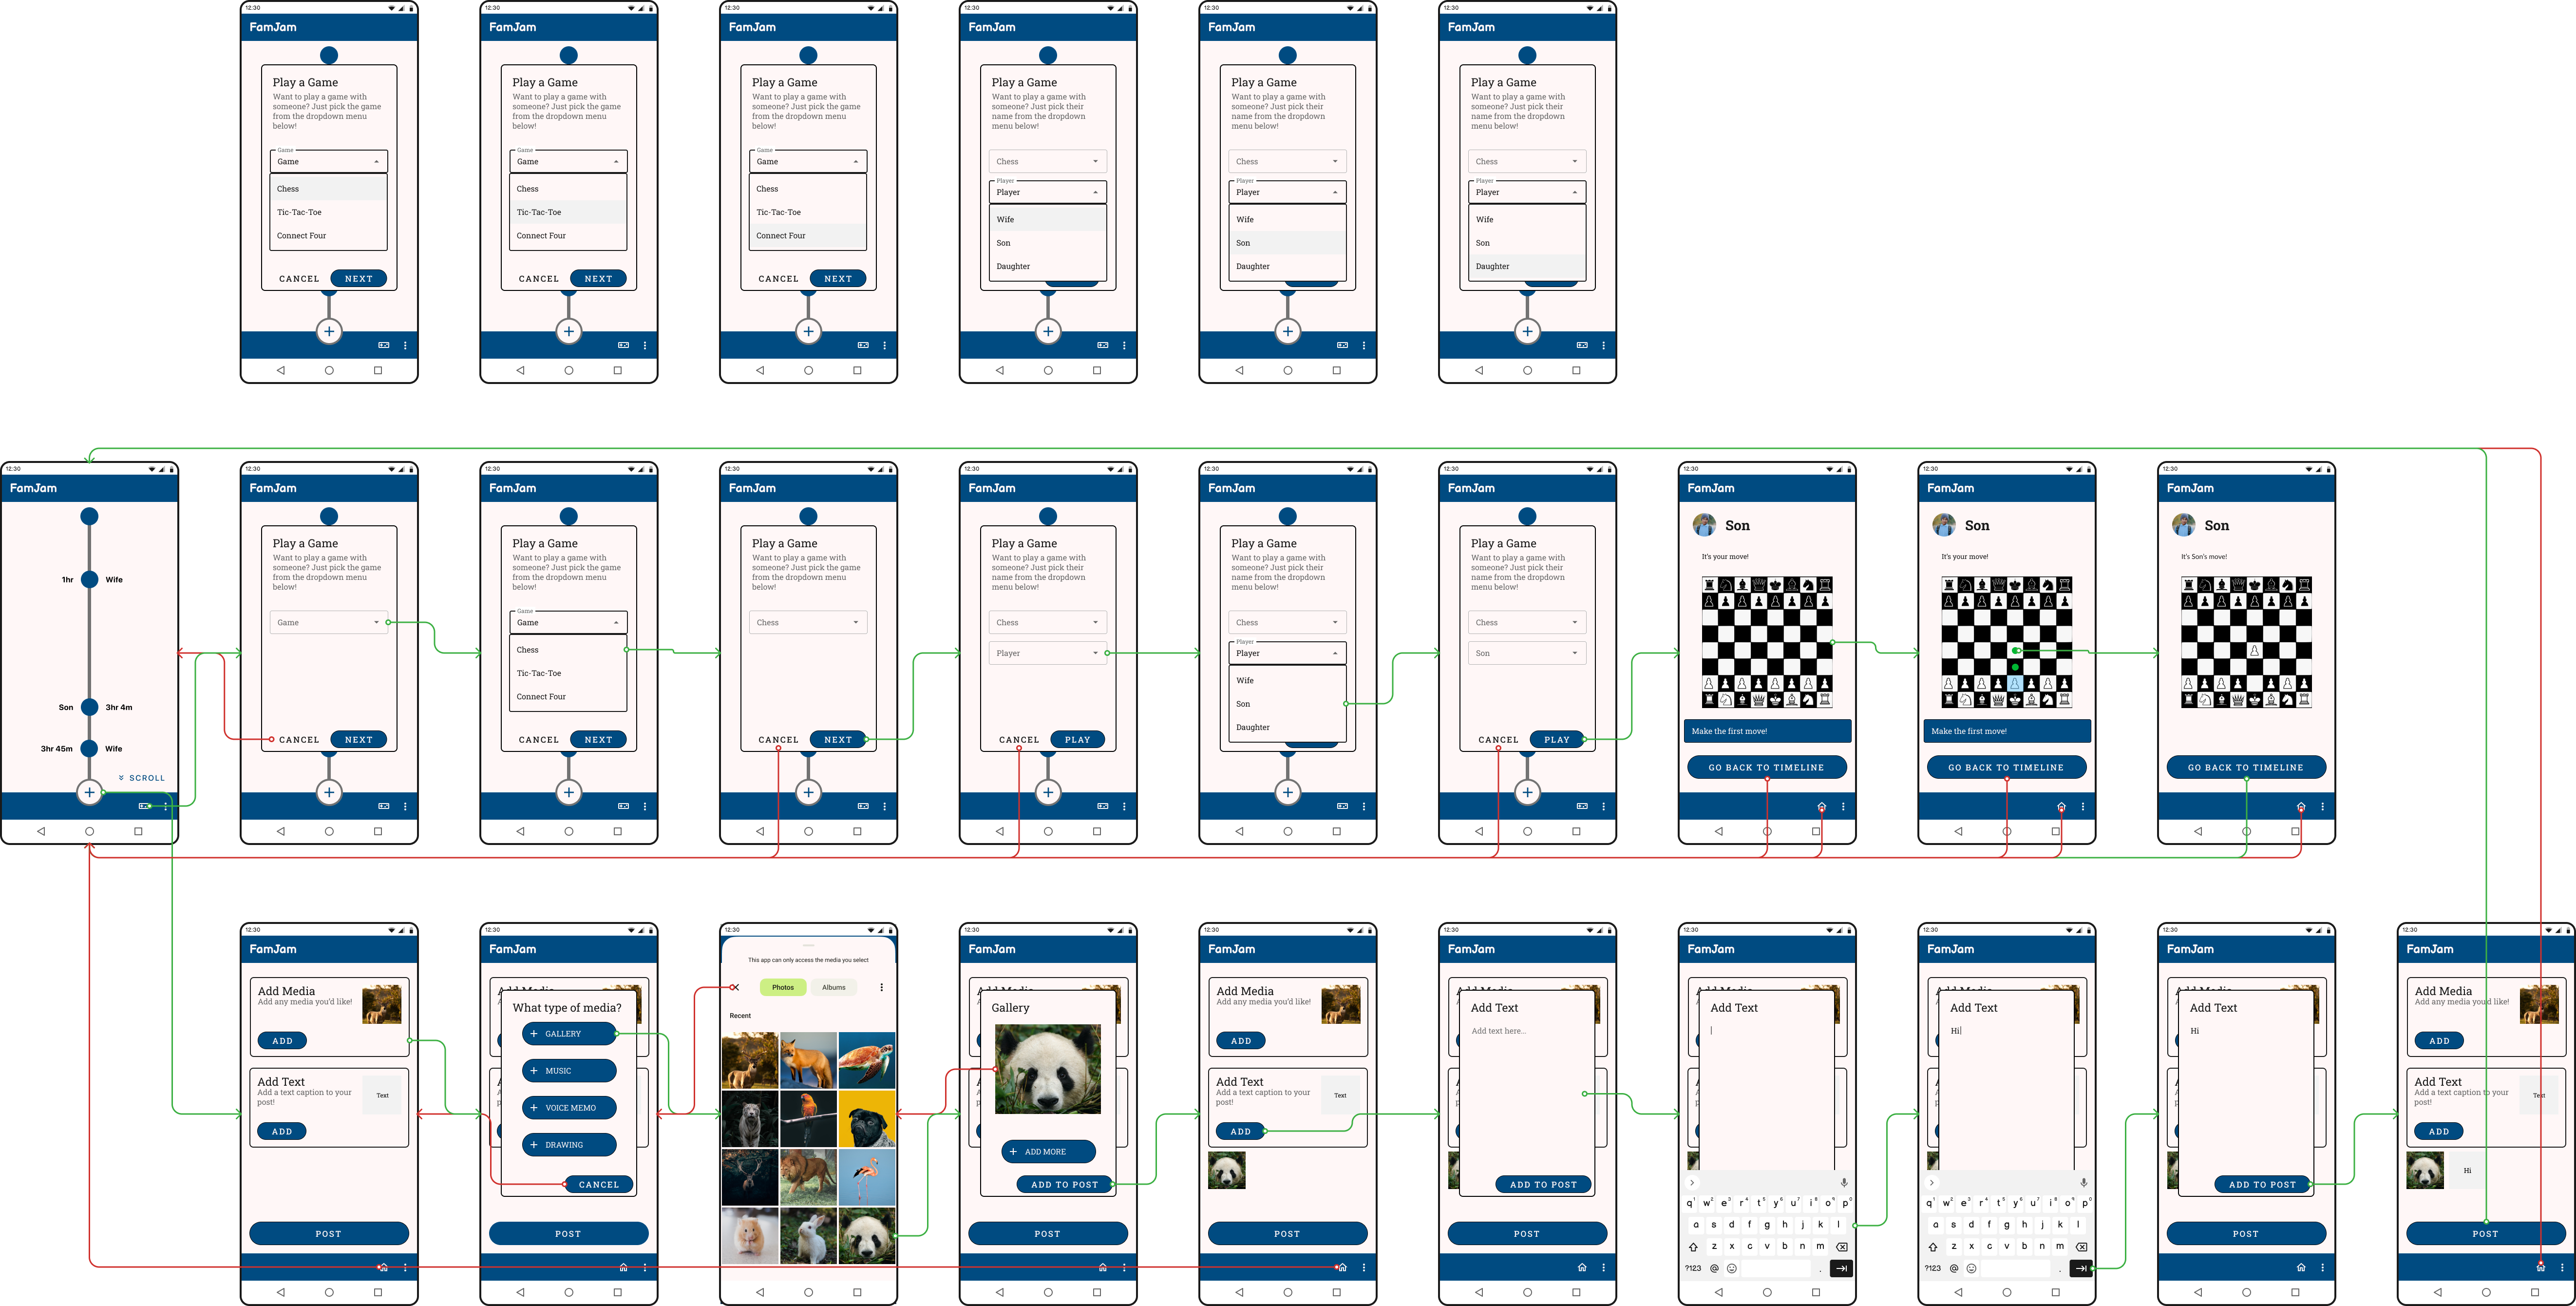 12:30
FamJam
Play a Game
Want to play a game with
someone? Just pick the game
from the dropdown menu
below!
Game
Game
Chess
Tic-Tac-Toe
Connect Four
CANCEL
NEXT
12:30
FamJam
Play a Game
Want to play a game with
someone? Just pick the game
from the dropdown menu
below!
Game
Game
Chess
Tic-Tac-Toe
Connect Four
CANCEL
NEXT
12:30
FamJam
Play a Game
Want to play a game with
someone? Just pick the game
from the dropdown menu
below!
Game
Game
Chess
Tic-Tac-Toe
Connect Four
CANCEL
NEXT
12:30
FamJam
Play a Game
Want to play a game with
someone? Just pick their
name from the dropdown
menu below!
Chess
Player
Player
Wife
Son
Daughter
12:30
FamJam
Play a Game
Want to play a game with
someone? Just pick their
name from the dropdown
menu below!
Chess
Player
Player
Wife
Son
Daughter
12:30
FamJam
Play a Game
Want to play a game with
someone? Just pick their
name from the dropdown
menu below!
Chess
Player
Player
Wife
Son
Daughter
12:30
FamJam
1hr
Wife
Son
3hr 4m
3hr 45m
Wife
SCROLL
12:30
FamJam
Play a Game
Want to play a game with
someone? Just pick the game
from the dropdown menu
below!
Game
CANCEL
NEXT
12:30
FamJam
Play a Game
Want to play a game with
someone? Just pick the game
from the dropdown menu
below!
Game
Game
Chess
Tic-Tac-Toe
Connect Four
CANCEL
NEXT
12:30
FamJam
Play a Game
Want to play a game with
someone? Just pick the game
from the dropdown menu
below!
Chess
CANCEL
NEXT
12:30
FamJam
Play a Game
Want to play a game with
someone? Just pick the game
from the dropdown menu
below!
Chess
Player
CANCEL
PLAY
12:30
FamJam
Play a Game
Want to play a game with
someone? Just pick their
name from the dropdown
menu below!
Chess
Player
Player
Wife
Son
Daughter
12:30
FamJam
Play a Game
Want to play a game with
someone? Just pick their
name from the dropdown
menu below!
Chess
Son
CANCEL
PLAY
12:30
FamJam
Son
It's your move!
Make the first move!
GO BACK TO TIMELINE
12:30
FamJam
Son
It's your move!
Make the first move!
GO BACK TO TIMELINE
12:30
FamJam
Son
It's Son's move!
GO BACK TO TIMELINE
12:30
FamJam
Add Media
Add any media you'd like!
ADD
Add Text
Add a text caption to your
post!
Text
ADD
POST
12:30
FamJam
What type of media?
GALLERY
MUSIC
VOICE MEMO
DRAWING
CANCEL
POST
12:30
This app can only access the media you select
Photos
Albums
Recent
12:30
FamJam
Gallery
ADD MORE
ADD TO POST
POST
12:30
FamJam
Add Media
Add any media you'd like!
ADD
Add Text
Add a text caption to your
post!
Text
ADD
POST
12:30
FamJam
Add Text
Add text here...
ADD TO POST
POST
12:30
FamJam
Add Text
q1 w2 e3 r4 t5 y6 u7 i8 o9 p0
a s d f g h j k l
z x c v b n m
?123 @ .
12:30
FamJam
Add Text
Hi
q1 w2 e3 r4 t5 y6 u7 i8 o9 p0
a s d f g h j k l
z x c v b n m
?123 @ .
12:30
FamJam
Add Text
Hi
ADD TO POST
POST
12:30
FamJam
Add Media
Add any media you'd like!
ADD
Add Text
Add a text caption to your
post!
Text
ADD
Hi
POST